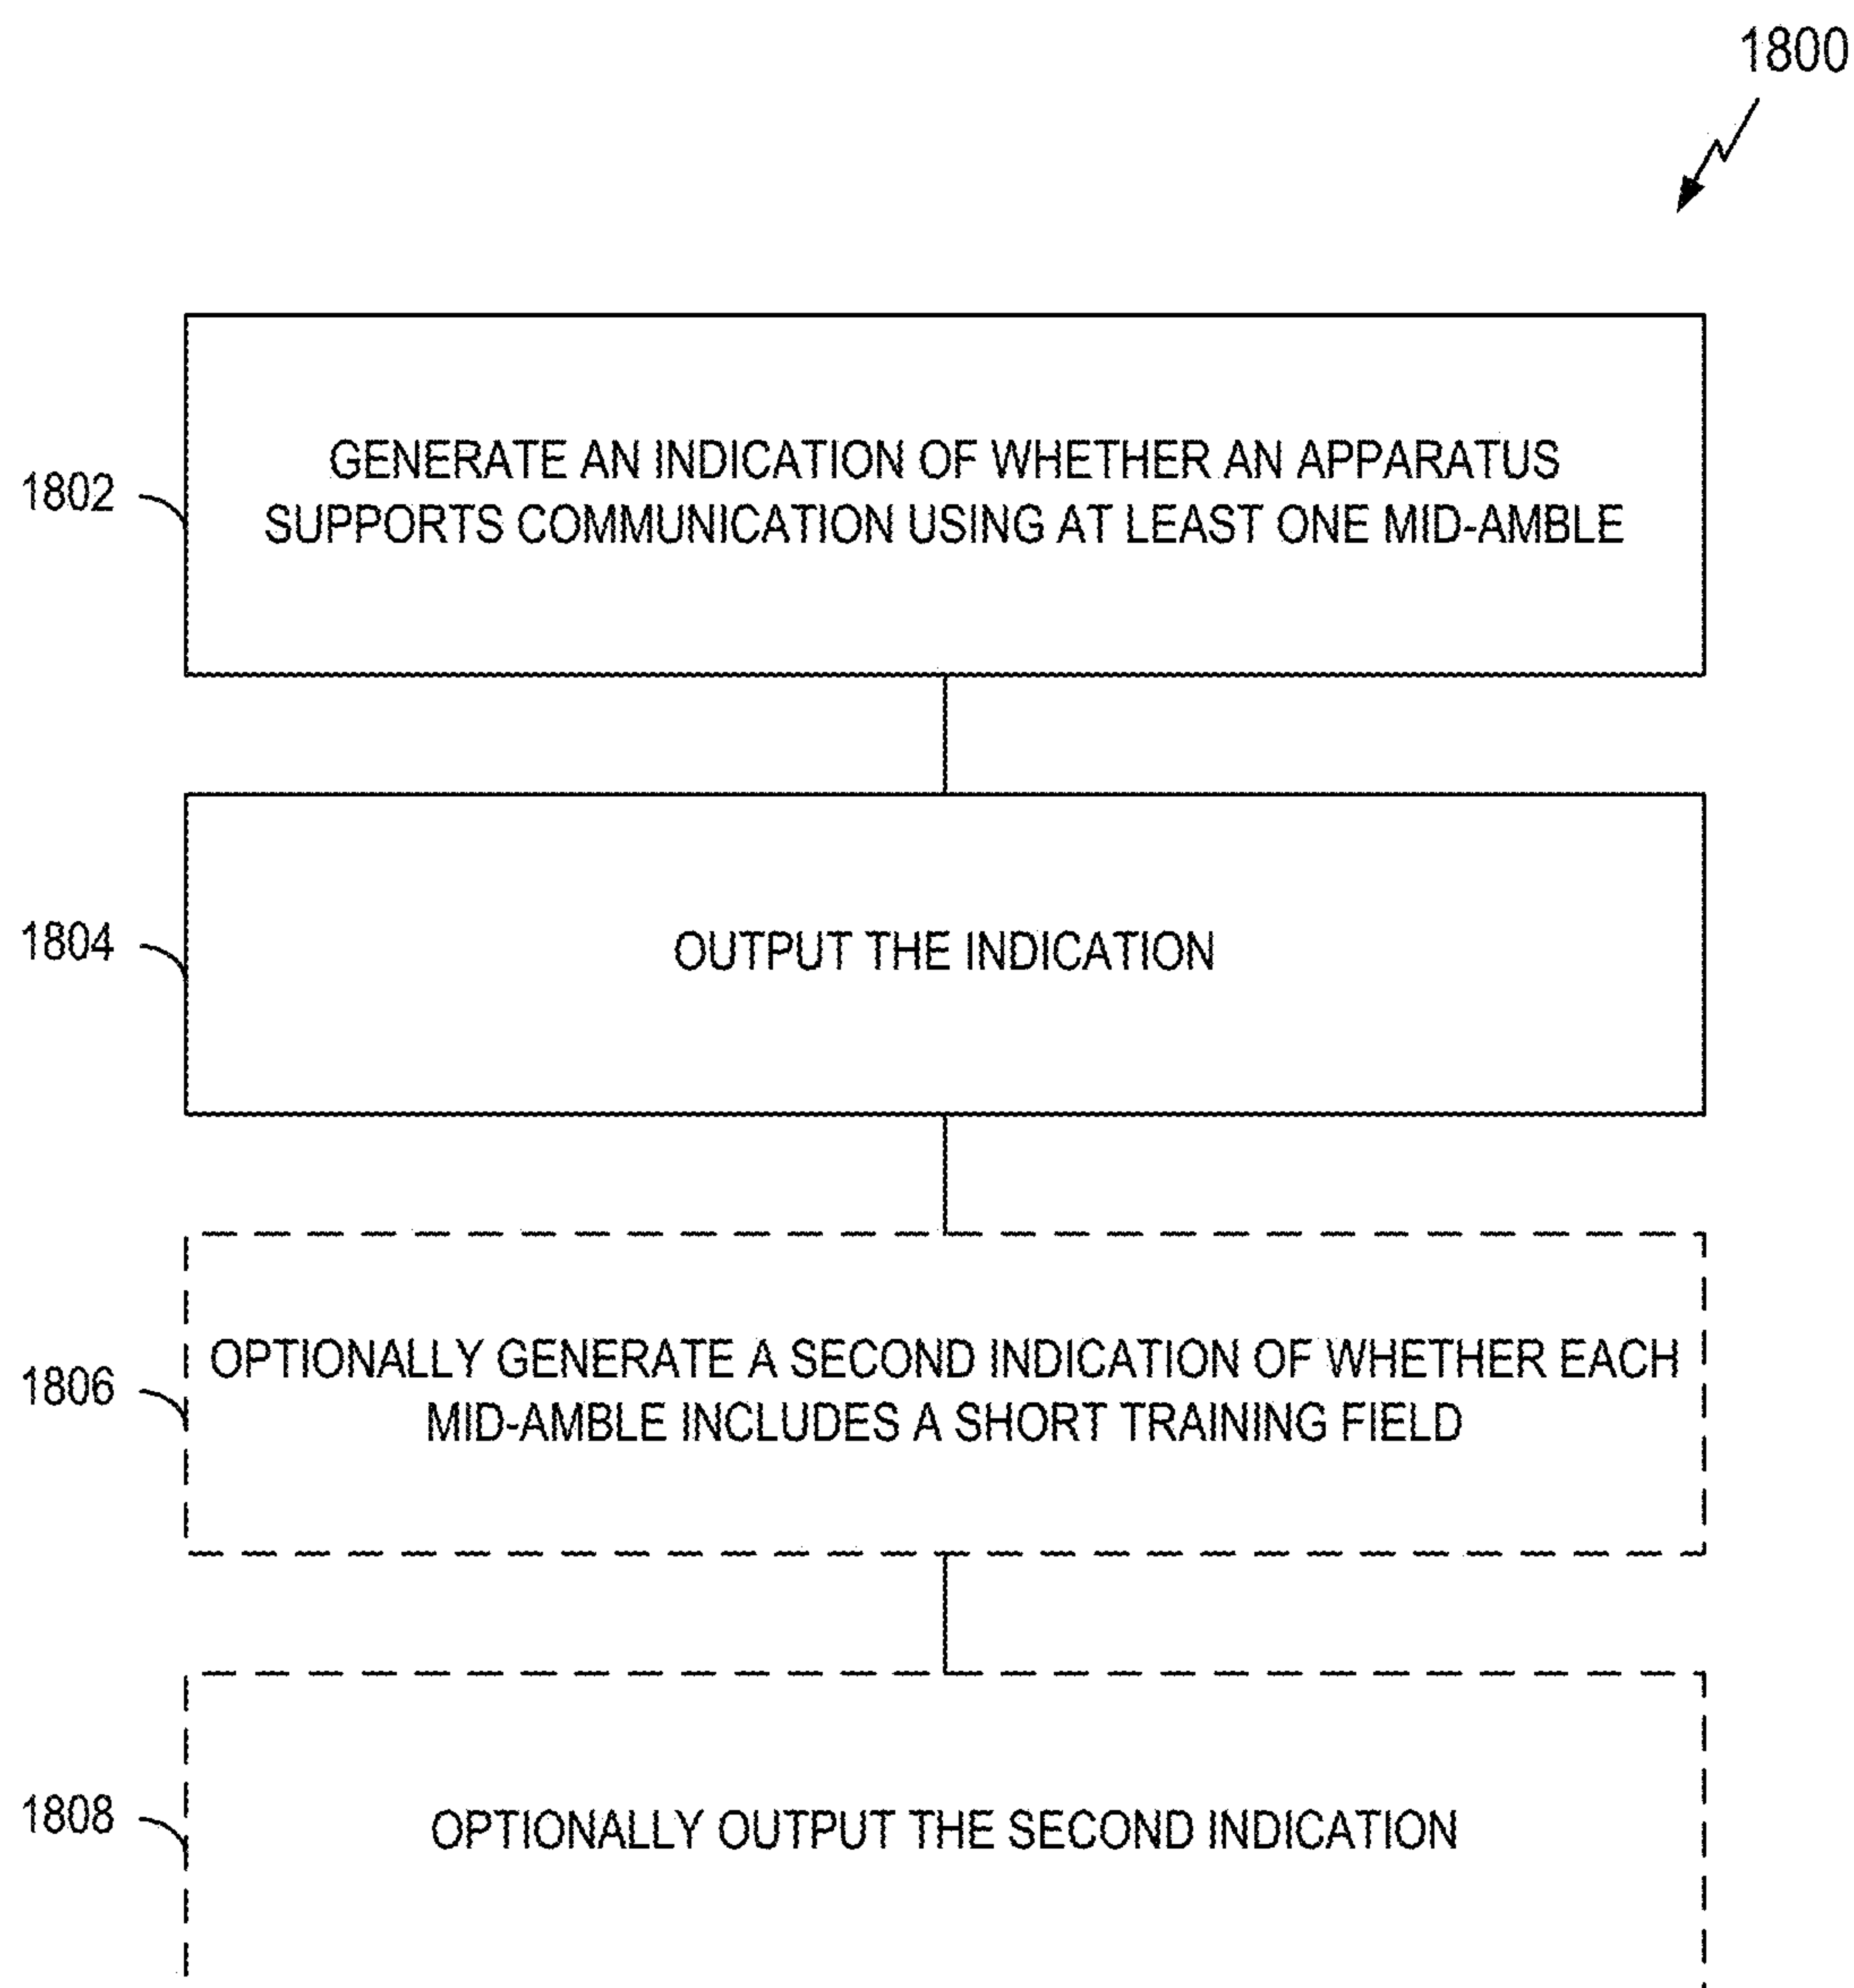 1800
1802
GENERATE AN INDICATION OF WHETHER AN APPARATUS
SUPPORTS COMMUNICATION USING AT LEAST ONE MID-AMBLE
1804
OUTPUT THE INDICATION
1806
OPTIONALLY GENERATE A SECOND INDICATION OF WHETHER EACH
MID-AMBLE INCLUDES A SHORT TRAINING FIELD
1808
OPTIONALLY OUTPUT THE SECOND INDICATION